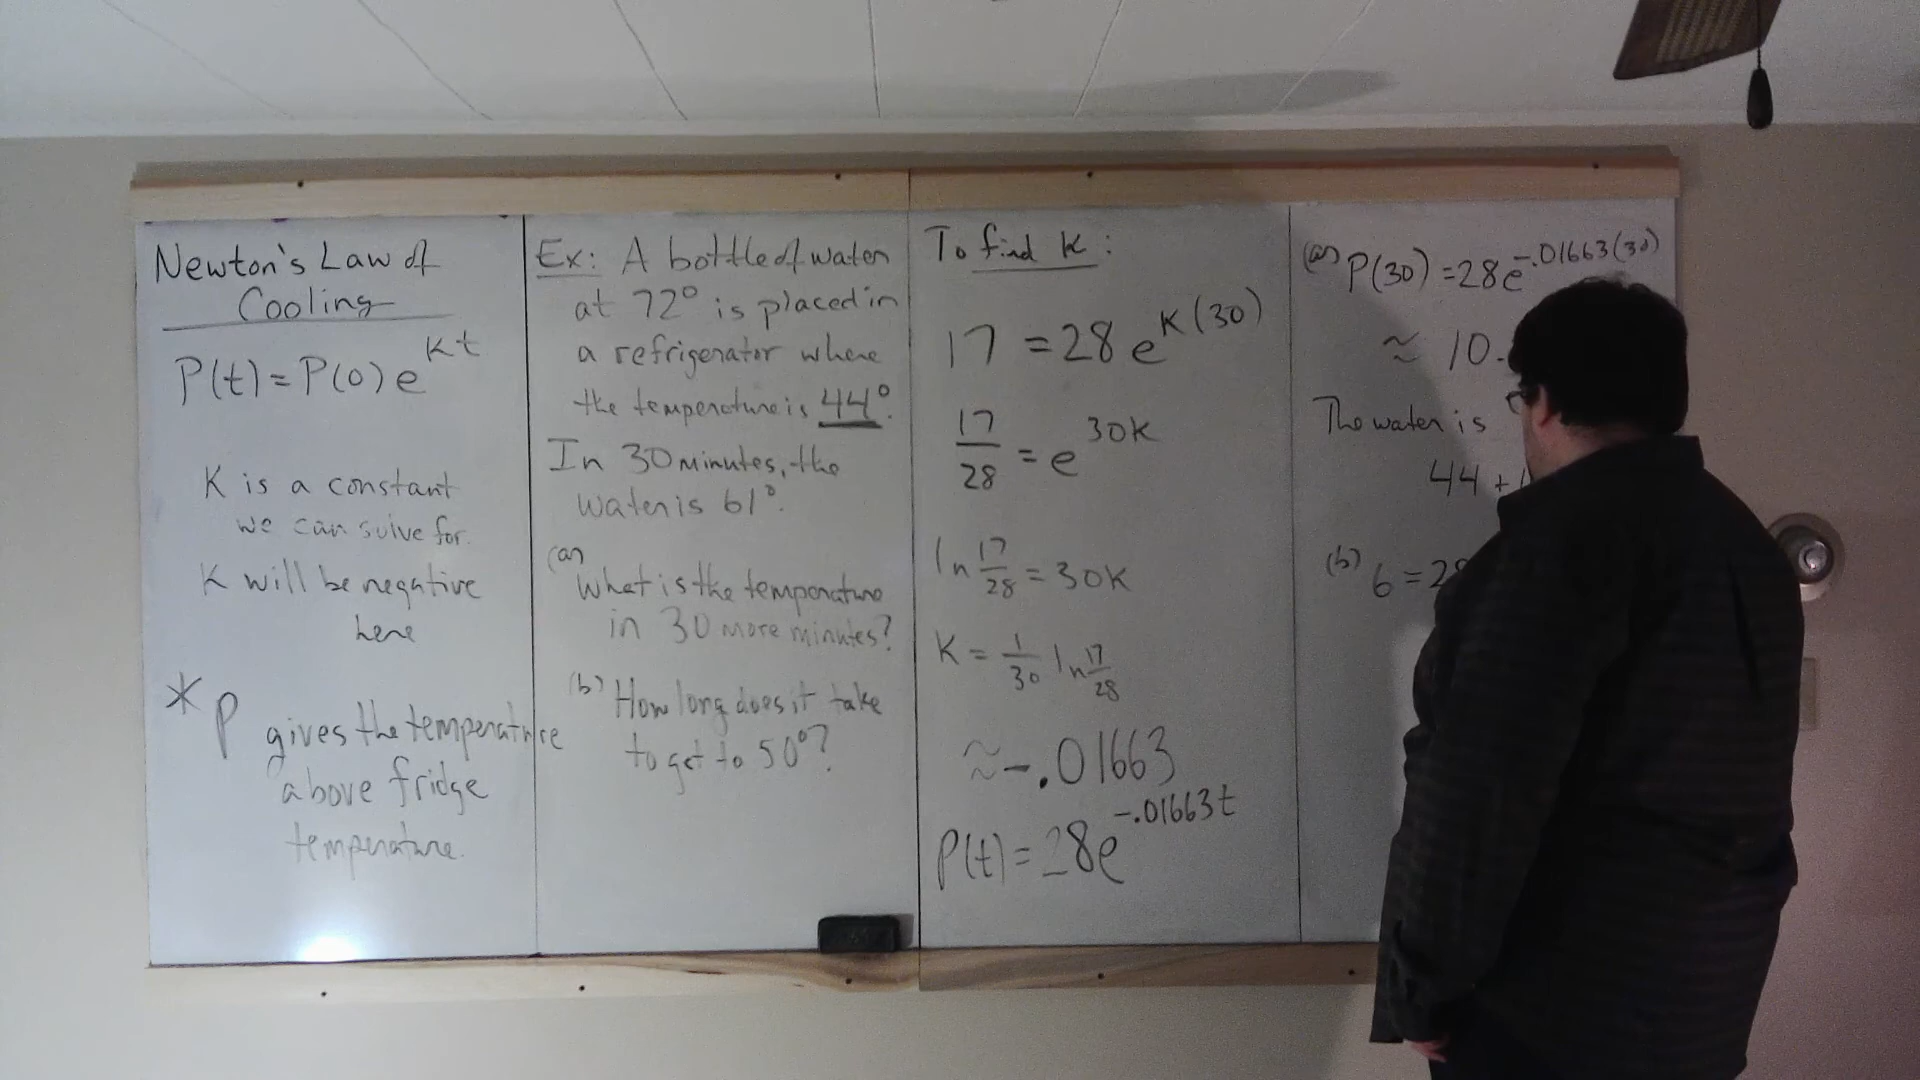 Newton's Law of
Cooling
P(t) = P(0) e^{Kt}
K is a constant
we can solve for.
K will be negative
here
* P gives the temperature
above fridge
temperature.
Ex: A bottle of water
at 72° is placed in
a refrigerator where
the temperature is 44°.
In 30 minutes, the
water is 61°.
(a) What is the temperature
in 30 more minutes?
(b) How long does it take
to get to 50°?
To find K:
17 = 28 e^{K(30)}
17/28 = e^{30K}
ln 17/28 = 30K
K = 1/30 ln 17/28
≈ -.01663
P(t) = 28e^{-.01663t}
(a) P(30) = 28e^{-.01663(30)}
≈ 10.
The water is
44 +
(b) 6 = 28